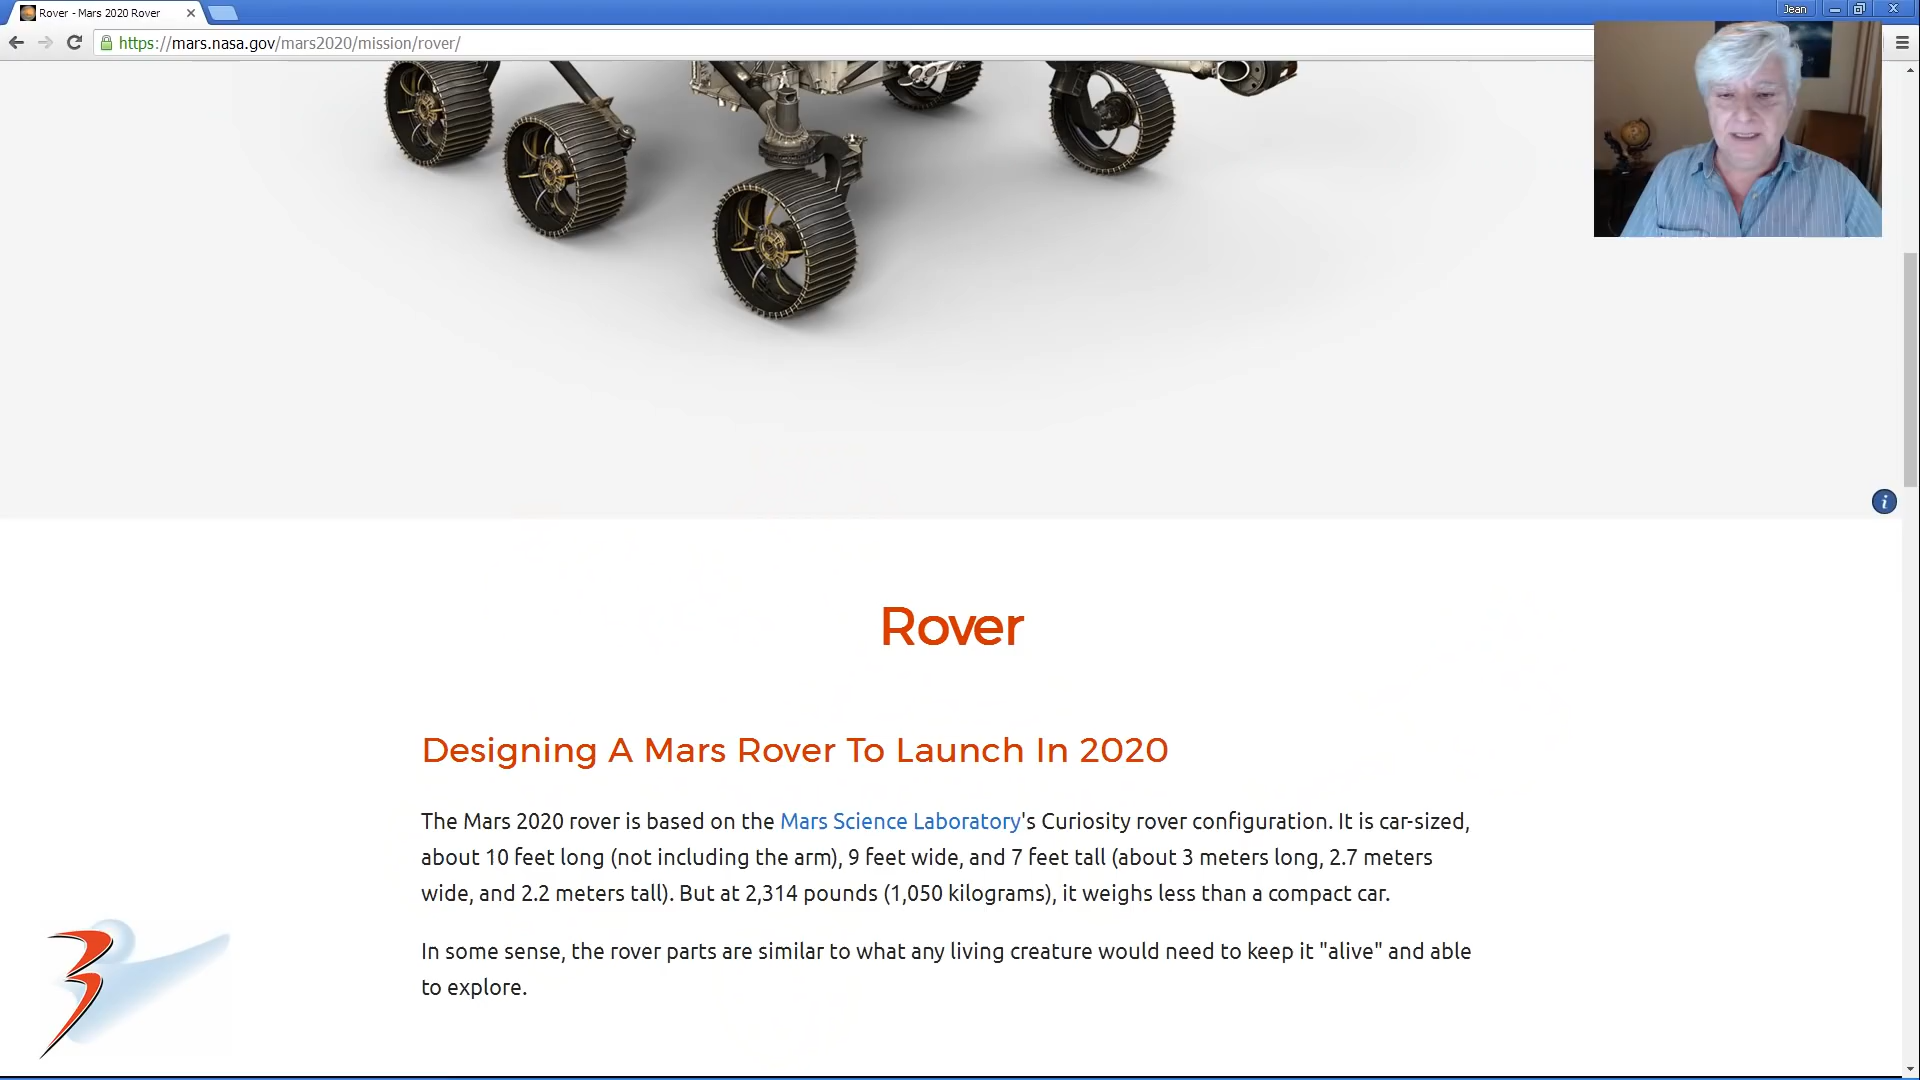 Rover - Mars 2020 Rover
Jean
https://mars.nasa.gov/mars2020/mission/rover/
i
Rover
Designing A Mars Rover To Launch In 2020
The Mars 2020 rover is based on the Mars Science Laboratory's Curiosity rover configuration. It is car-sized,
about 10 feet long (not including the arm), 9 feet wide, and 7 feet tall (about 3 meters long, 2.7 meters
wide, and 2.2 meters tall). But at 2,314 pounds (1,050 kilograms), it weighs less than a compact car.
In some sense, the rover parts are similar to what any living creature would need to keep it "alive" and able
to explore.